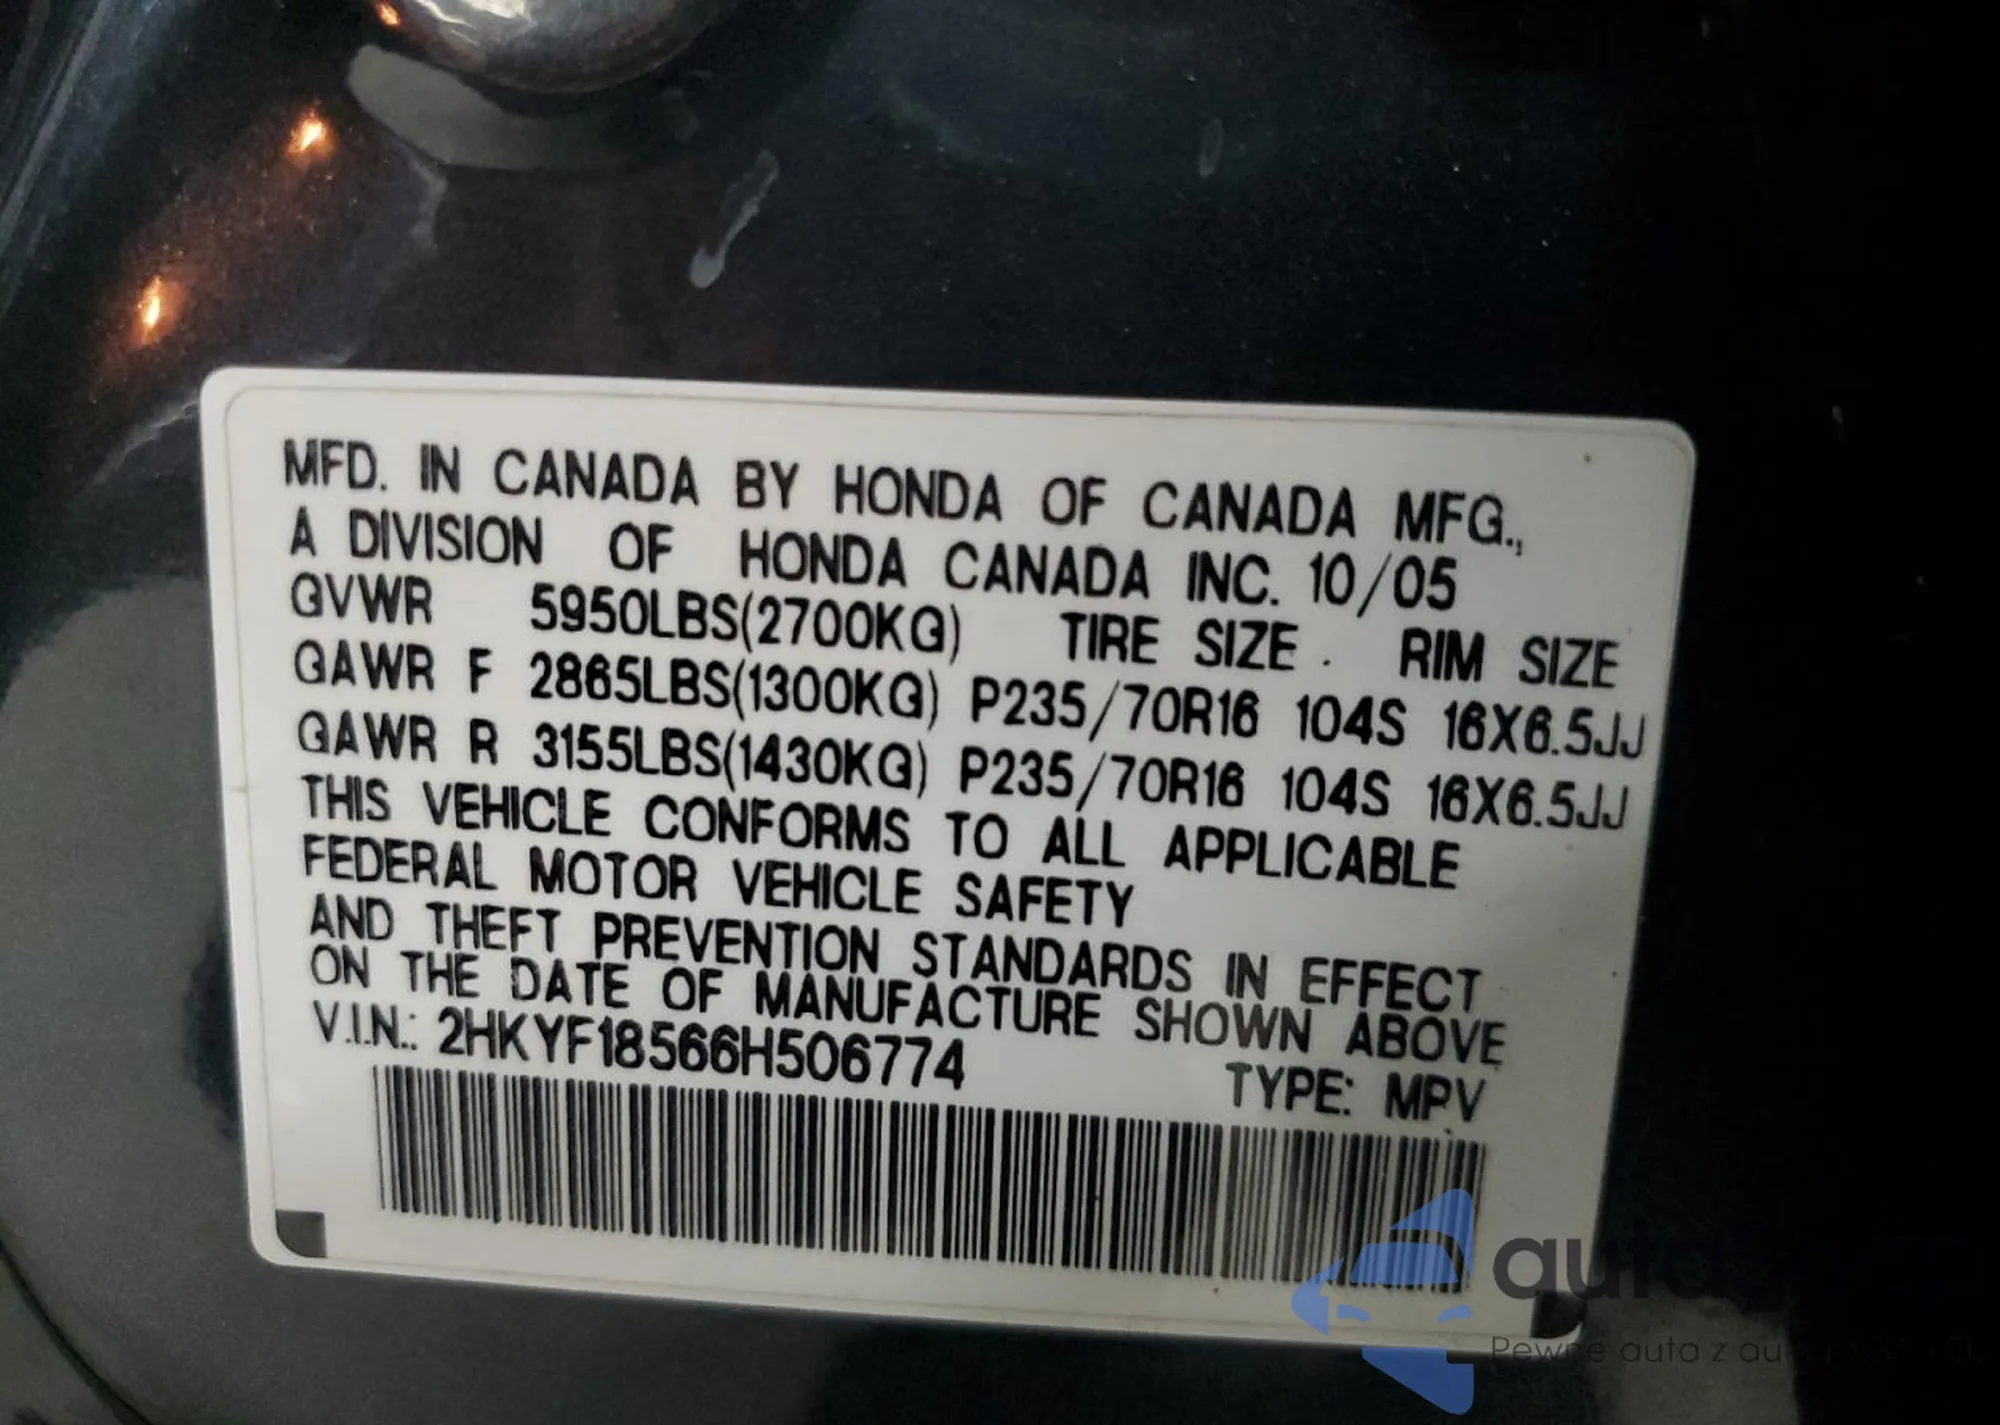 MFD. IN CANADA BY HONDA OF CANADA MFG.,
A DIVISION OF HONDA CANADA INC. 10/05
GVWR 5950LBS(2700KG) TIRE SIZE RIM SIZE
GAWR F 2865LBS(1300KG) P235/70R16 104S 16X6.5JJ
GAWR R 3155LBS(1430KG) P235/70R16 104S 16X6.5JJ
THIS VEHICLE CONFORMS TO ALL APPLICABLE
FEDERAL MOTOR VEHICLE SAFETY
AND THEFT PREVENTION STANDARDS IN EFFECT
ON THE DATE OF MANUFACTURE SHOWN ABOVE
V.I.N.: 2HKYF18566H506774
TYPE: MPV
Pewne auta z